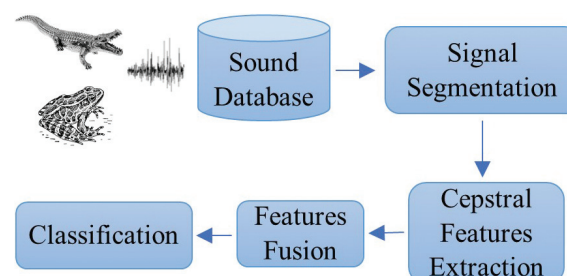 Sound
Database
Signal
Segmentation
Cepstral
Features
Extraction
Features
Fusion
Classification